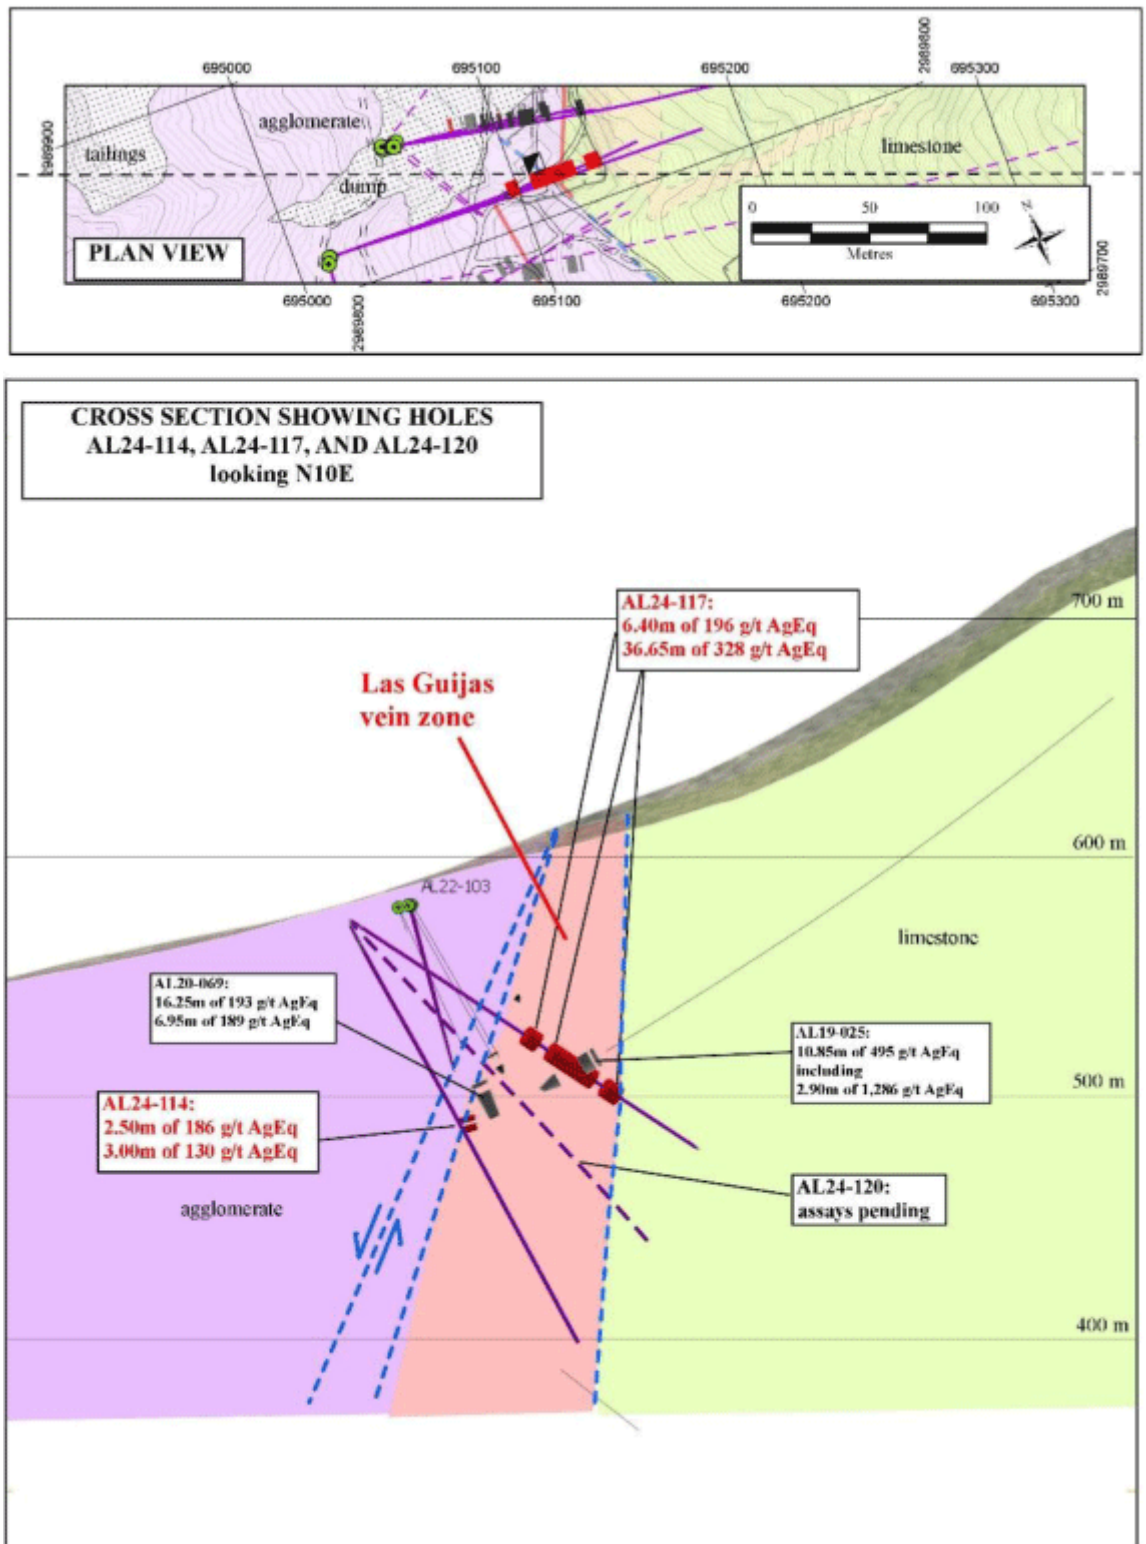 695000
695100
695200
2989800
695300
2989900
agglomerate
tailings
dump
limestone
PLAN VIEW
0 50 100
Metres
N
695000
2989800
695100
695200
695300
2989700
CROSS SECTION SHOWING HOLES
AL24-114, AL24-117, AND AL24-120
looking N10E
AL24-117:
6.40m of 196 g/t AgEq
36.65m of 328 g/t AgEq
700 m
Las Guijas
vein zone
600 m
AL22-103
limestone
AL20-069:
16.25m of 193 g/t AgEq
6.95m of 189 g/t AgEq
AL19-025:
10.85m of 495 g/t AgEq
including
2.90m of 1,286 g/t AgEq
500 m
AL24-114:
2.50m of 186 g/t AgEq
3.00m of 130 g/t AgEq
AL24-120:
assays pending
agglomerate
400 m